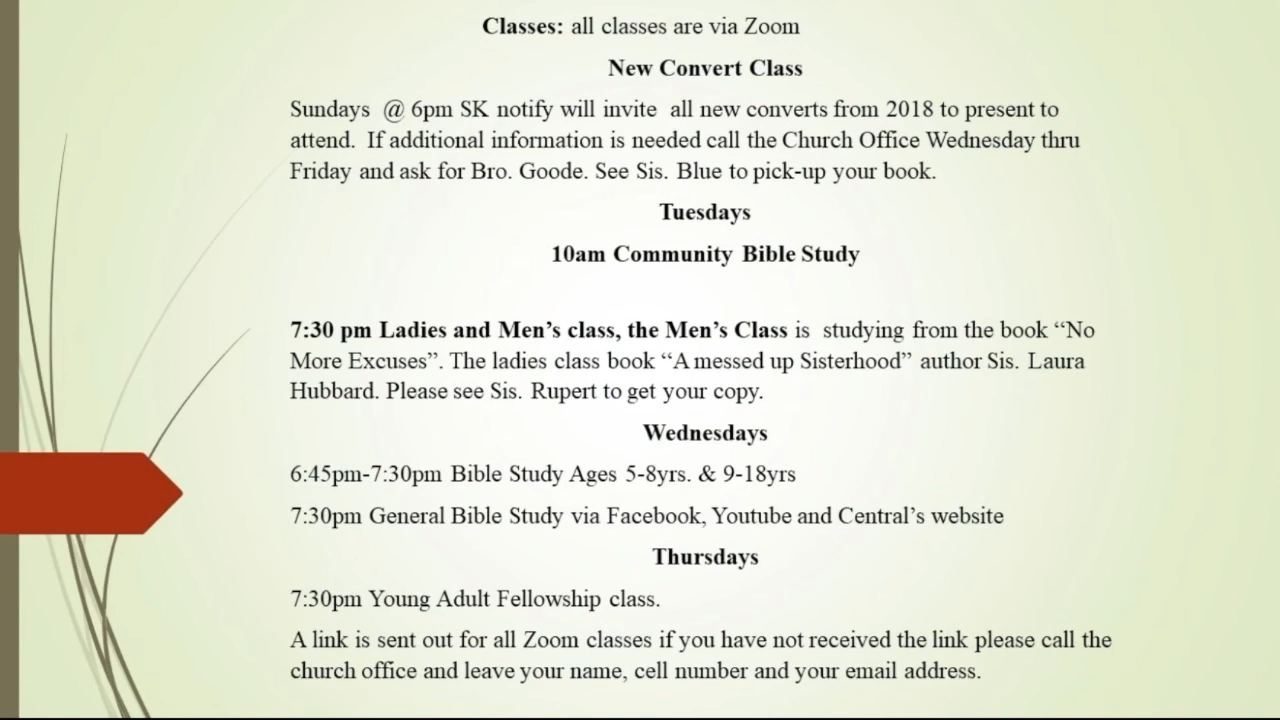 Classes: all classes are via Zoom
New Convert Class
Sundays @ 6pm SK notify will invite all new converts from 2018 to present to
attend. If additional information is needed call the Church Office Wednesday thru
Friday and ask for Bro. Goode. See Sis. Blue to pick-up your book.
Tuesdays
10am Community Bible Study
7:30 pm Ladies and Men’s class, the Men’s Class is studying from the book “No
More Excuses”. The ladies class book “A messed up Sisterhood” author Sis. Laura
Hubbard. Please see Sis. Rupert to get your copy.
Wednesdays
6:45pm-7:30pm Bible Study Ages 5-8yrs. & 9-18yrs
7:30pm General Bible Study via Facebook, Youtube and Central’s website
Thursdays
7:30pm Young Adult Fellowship class.
A link is sent out for all Zoom classes if you have not received the link please call the
church office and leave your name, cell number and your email address.